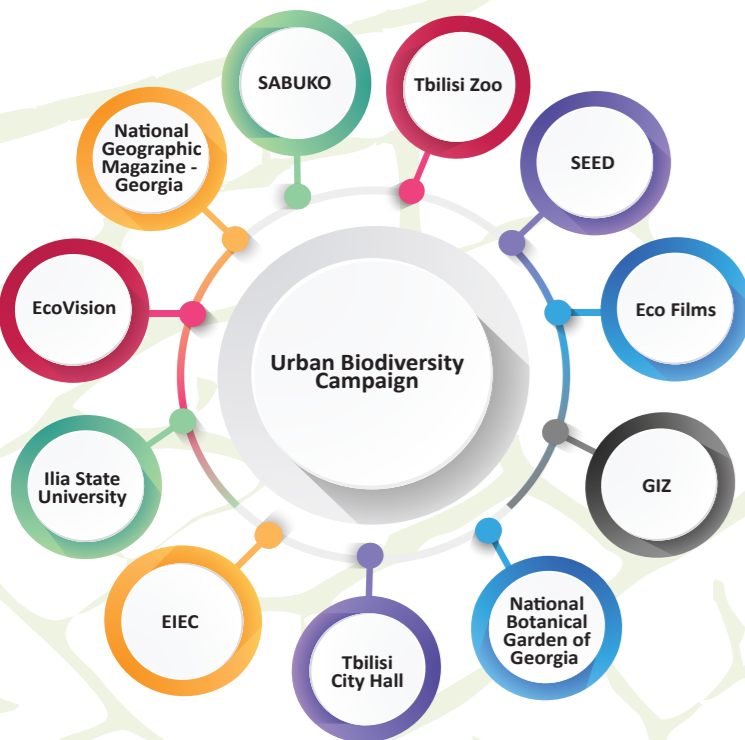 SABUKO
Tbilisi Zoo
National
Geographic
Magazine -
Georgia
SEED
EcoVision
Eco Films
Urban Biodiversity
Campaign
Ilia State
University
GIZ
EIEC
National
Botanical
Garden of
Georgia
Tbilisi
City Hall